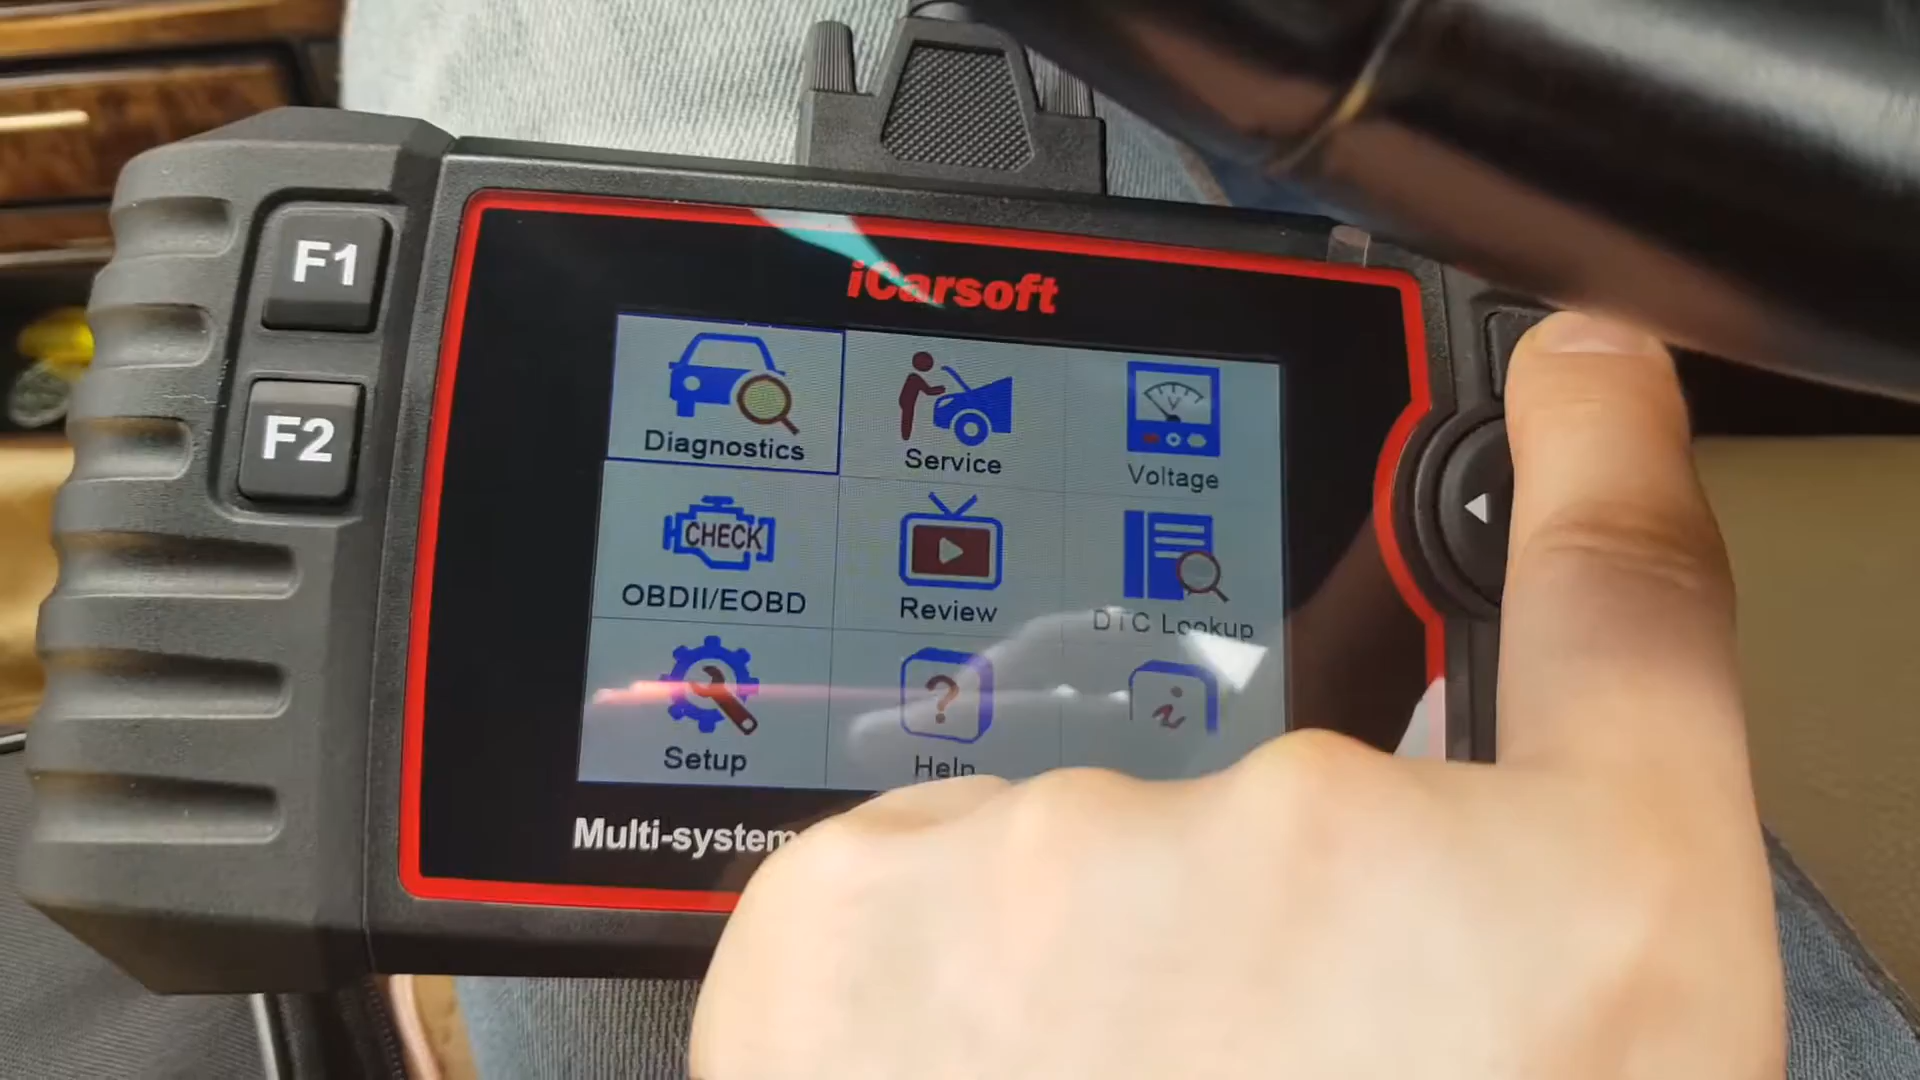 F1
F2
iCarsoft
Diagnostics
Service
V
Voltage
CHECK
OBDII/EOBD
Review
DTC Lookup
?
i
Setup
Help
Multi-system